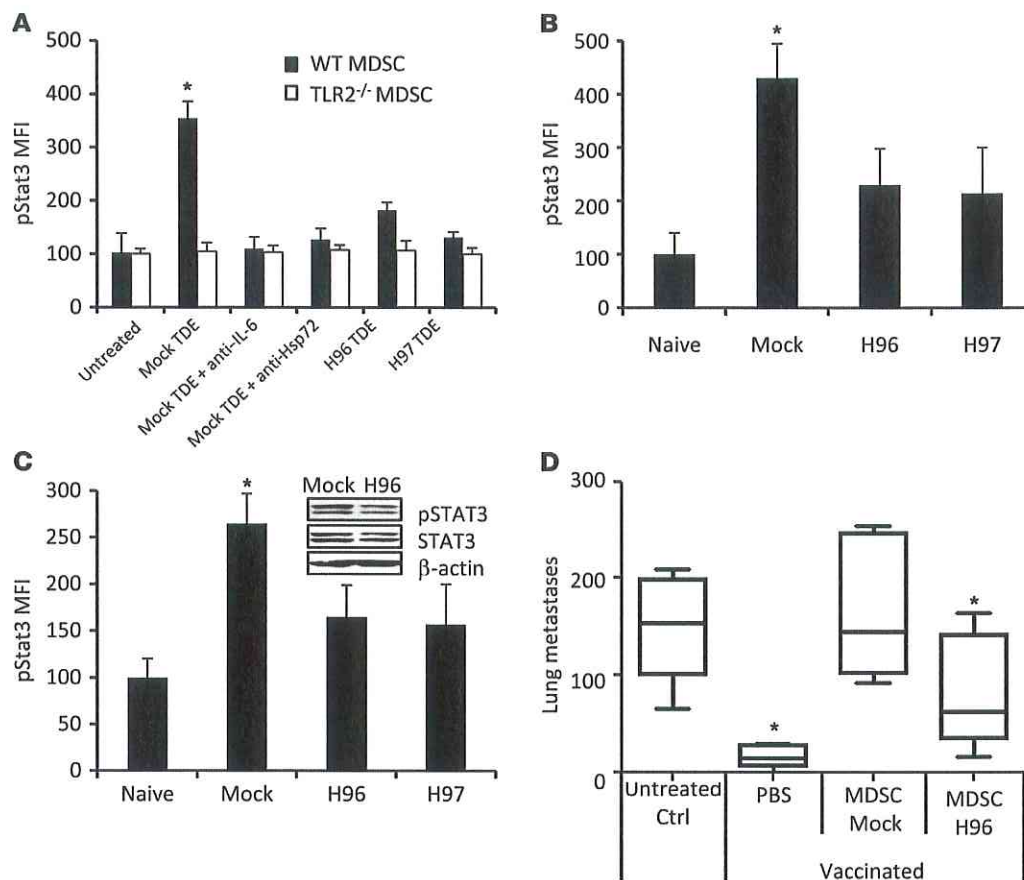 A
pStat3 MFI
500
400
300
200
100
0
WT MDSC
TLR2-/- MDSC
*
Untreated
Mock TDE
Mock TDE + anti–IL-6
Mock TDE + anti-Hsp72
H96 TDE
H97 TDE
B
pStat3 MFI
500
400
300
200
100
0
*
Naive
Mock
H96
H97
C
pStat3 MFI
300
250
200
150
100
50
0
*
Mock H96
pSTAT3
STAT3
β-actin
Naive
Mock
H96
H97
D
Lung metastases
300
200
100
0
*
*
Untreated
Ctrl
PBS
MDSC
Mock
MDSC
H96
Vaccinated